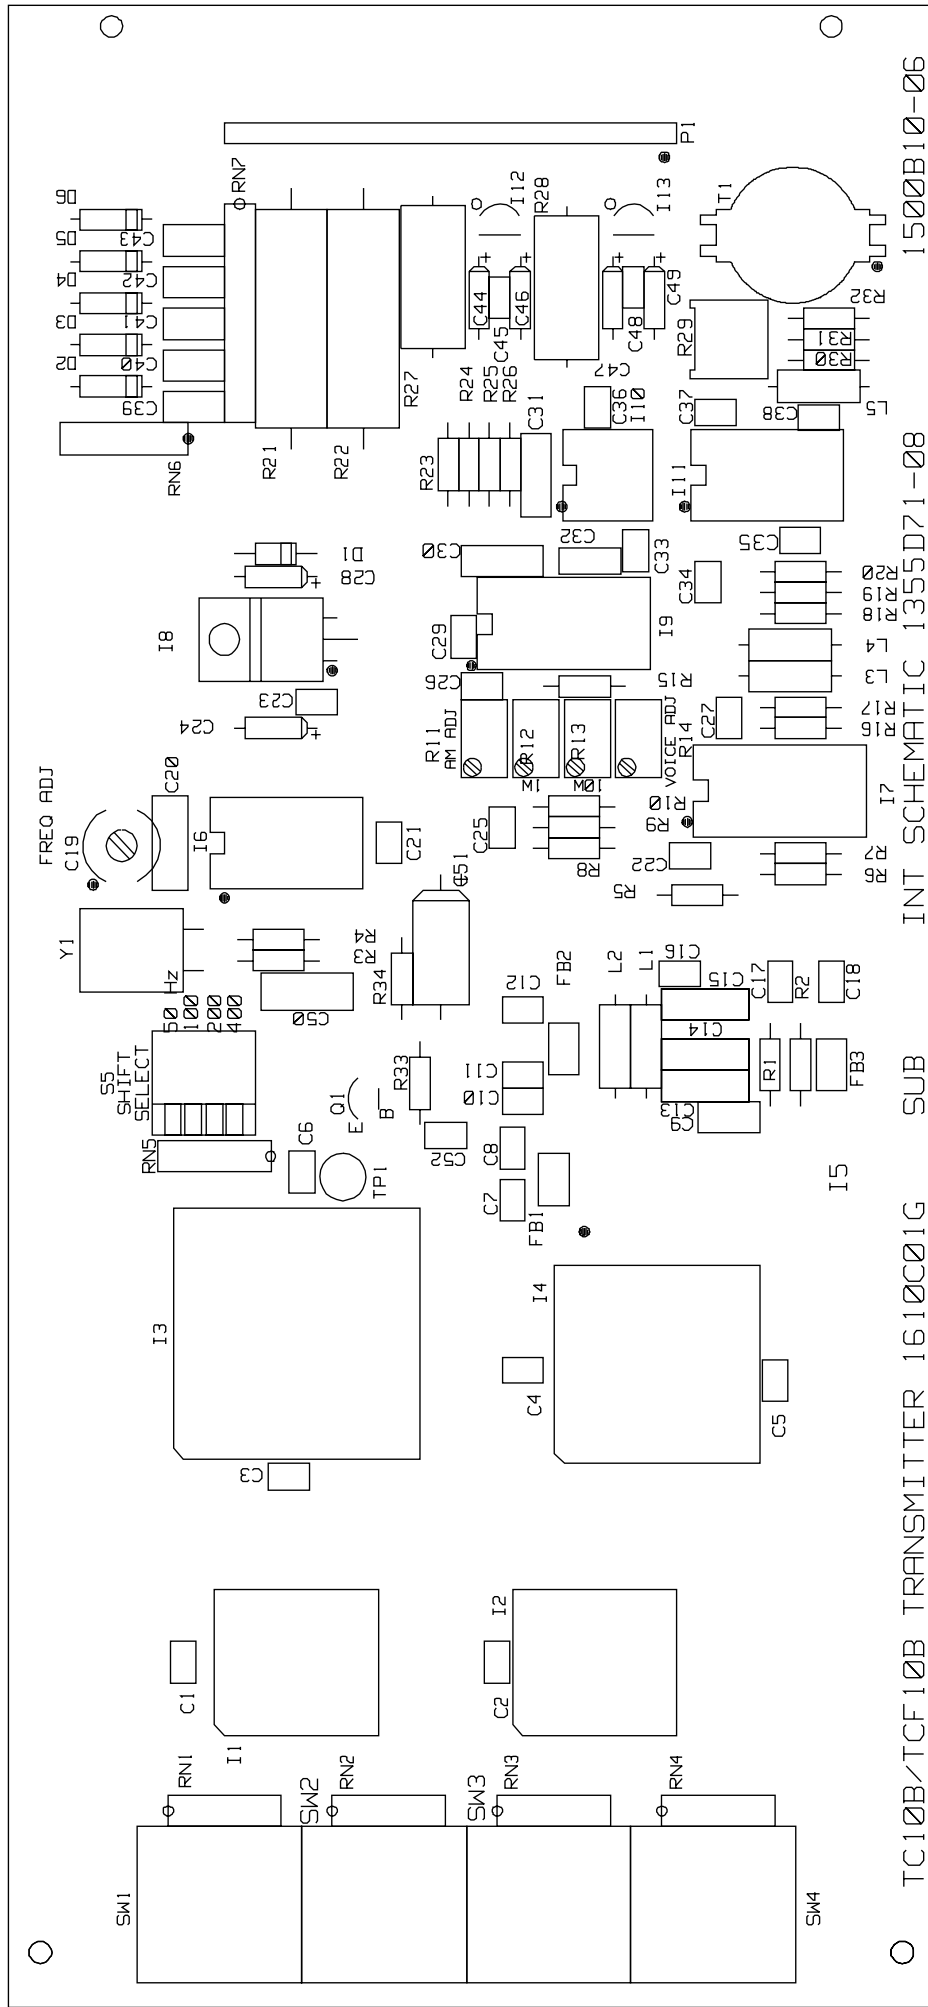 D6
D5
D4
D3
D2
C43
C42
C41
C40
C39
RN7
P1
I12
R28
I13
T1
1500B10-06
C44
C45
C46
C47
C48
C49
R29
R32
R31
R30
L5
R27
R24
R25
R26
C31
C36
I10
C37
C38
RN6
R21
R22
R23
I11
D1
C28
I8
C30
C32
C33
C34
C35
C29
I9
R20
R19
R18
L4
L3
C23
C24
C26
R15
R11
AM ADJ
R12
1M
R13
10M
R14
VOICE ADJ
C27
R17
R16
INT SCHEMATIC 1355D71-08
FREQ ADJ
C19
C20
I6
C21
C25
R10
R9
R8
I7
C22
R7
R6
R5
C51
Y1
R4
R3
R34
C50
C12
FB2
L2
L1
C16
C15
C14
C17
R2
C18
S5
SHIFT
SELECT
50 Hz
100
200
400
RN5
C6
TP1
Q1
E
B
R33
C52
C11
C10
C8
C7
FB1
C13
C9
R1
FB3
SUB
I5
I3
I4
C3
C4
C5
TC10B/TCF10B TRANSMITTER 1610C01G
C1
I1
C2
I2
RN1
RN2
RN3
RN4
SW1
SW2
SW3
SW4